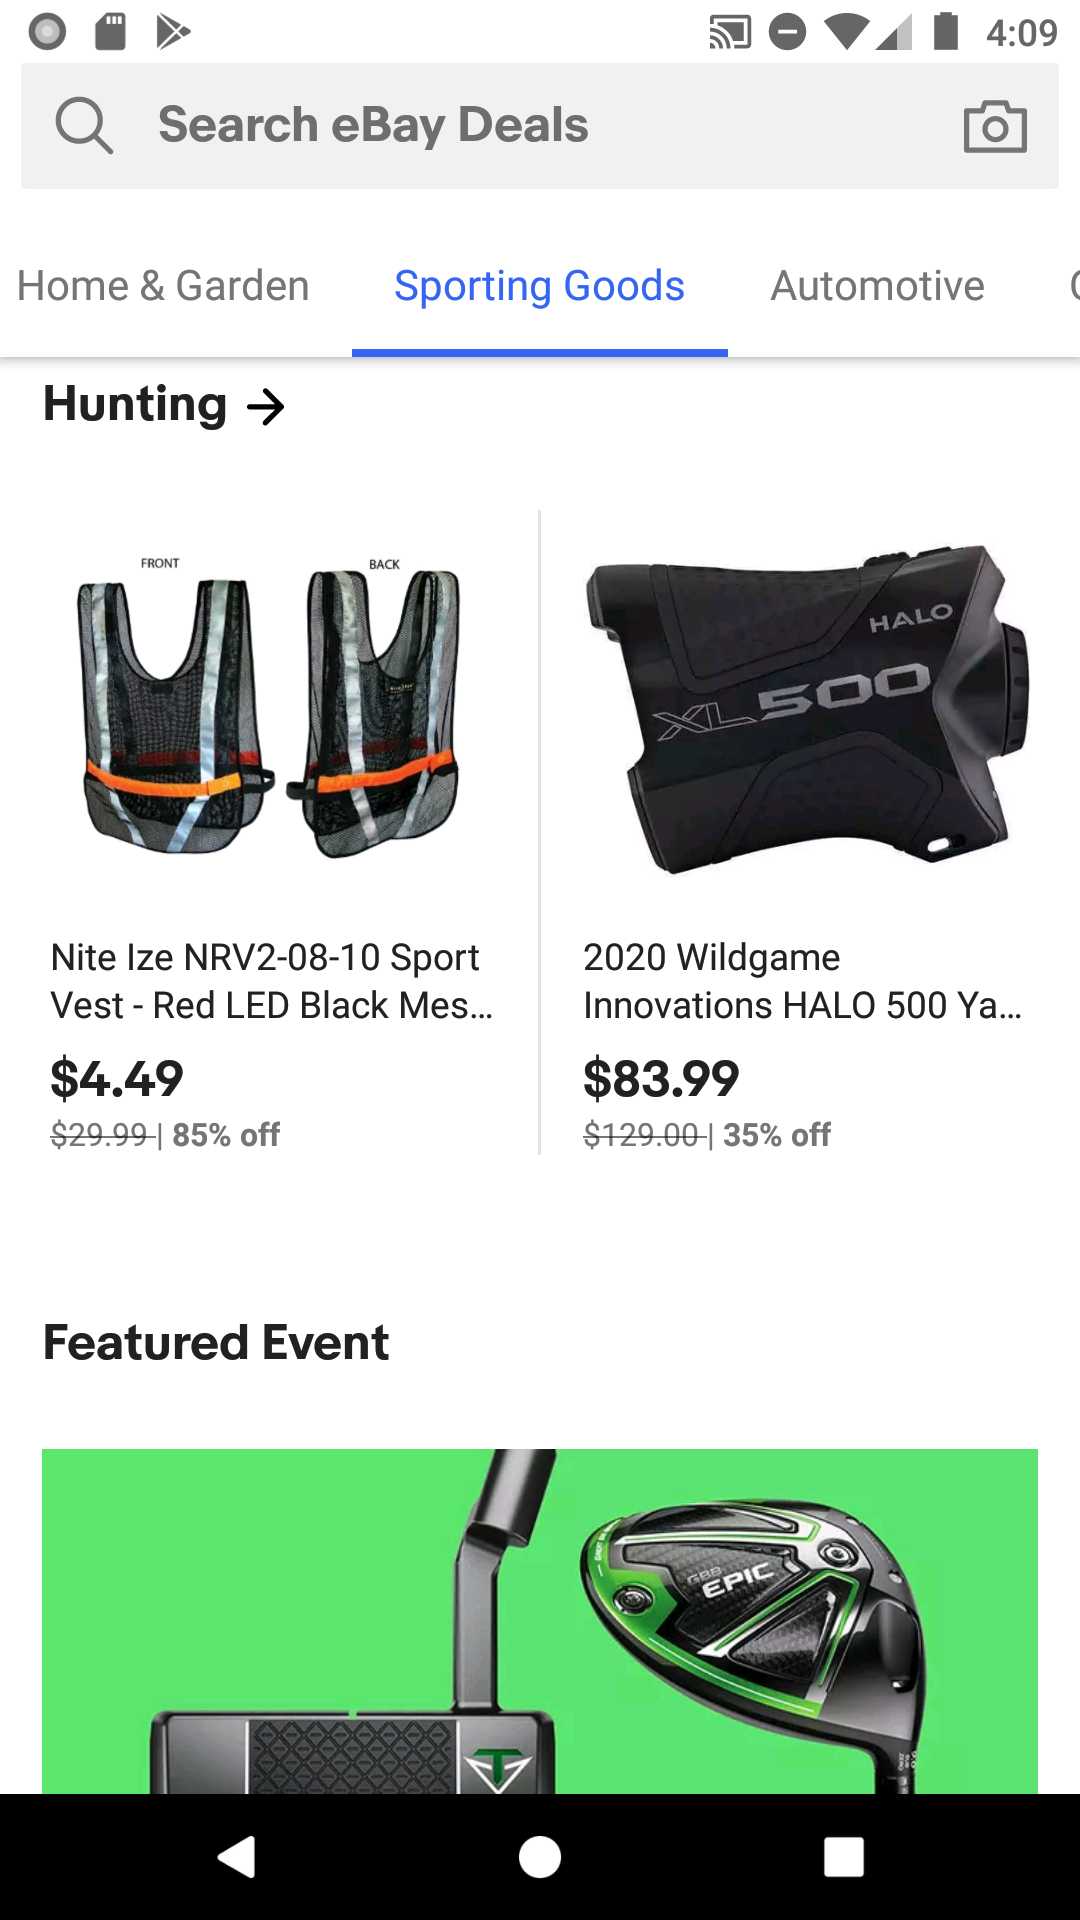 4:09
Search eBay Deals
Home & Garden
Sporting Goods
Automotive
Hunting
FRONT
BACK
HALO
XL500
Nite Ize NRV2-08-10 Sport
Vest - Red LED Black Mes...
$4.49
$29.99 | 85% off
2020 Wildgame
Innovations HALO 500 Ya...
$83.99
$129.00 | 35% off
Featured Event
GBB
EPIC
T